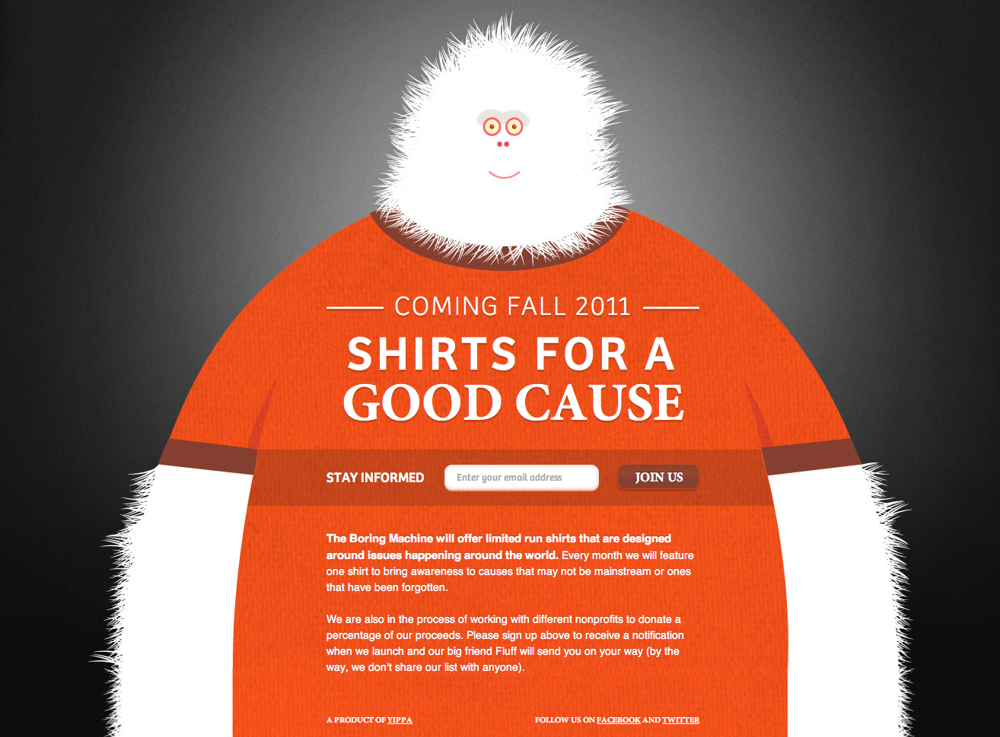 COMING FALL 2011
SHIRTS FOR A
GOOD CAUSE
STAY INFORMED Enter your email address JOIN US
The Boring Machine will offer limited run shirts that are designed
around issues happening around the world. Every month we will feature
one shirt to bring awareness to causes that may not be mainstream or ones
that have been forgotten.
We are also in the process of working with different nonprofits to donate a
percentage of our proceeds. Please sign up above to receive a notification
when we launch and our big friend Fluff will send you on your way (by the
way, we don't share our list with anyone).
A PRODUCT OF YIPPA FOLLOW US ON FACEBOOK AND TWITTER